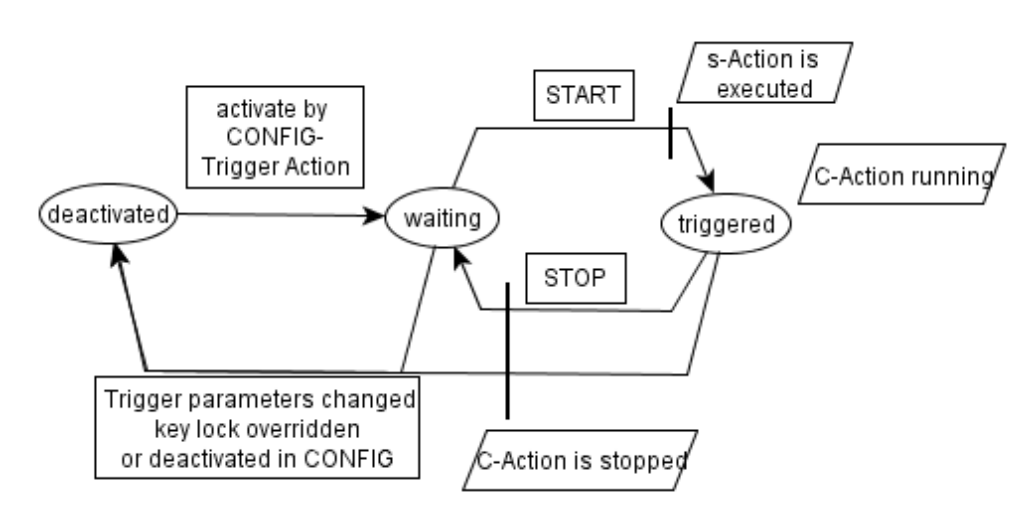 s-Action is
executed
START
activate by
CONFIG-
Trigger Action
C-Action running
deactivated
waiting
triggered
STOP
Trigger parameters changed
key lock overridden
or deactivated in CONFIG
C-Action is stopped